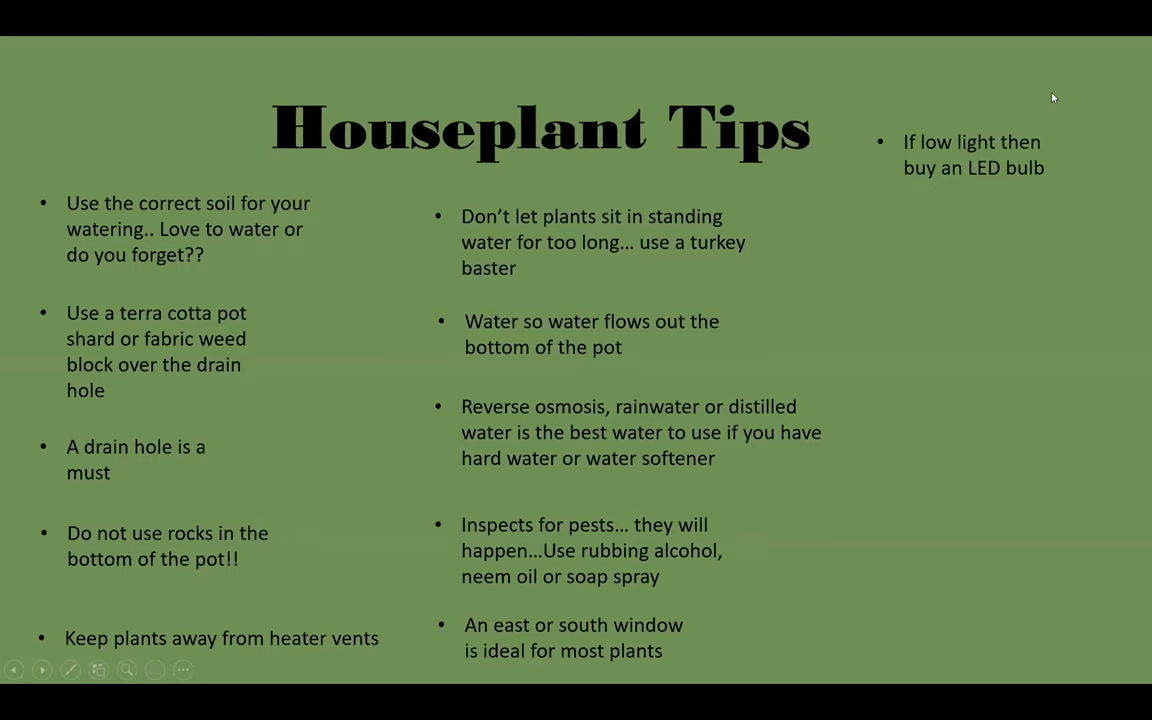 Houseplant Tips
• Use the correct soil for your
watering.. Love to water or
do you forget??
• Use a terra cotta pot
shard or fabric weed
block over the drain
hole
• A drain hole is a
must
• Do not use rocks in the
bottom of the pot!!
• Keep plants away from heater vents
• Don’t let plants sit in standing
water for too long… use a turkey
baster
• Water so water flows out the
bottom of the pot
• Reverse osmosis, rainwater or distilled
water is the best water to use if you have
hard water or water softener
• Inspects for pests… they will
happen…Use rubbing alcohol,
neem oil or soap spray
• An east or south window
is ideal for most plants
• If low light then
buy an LED bulb